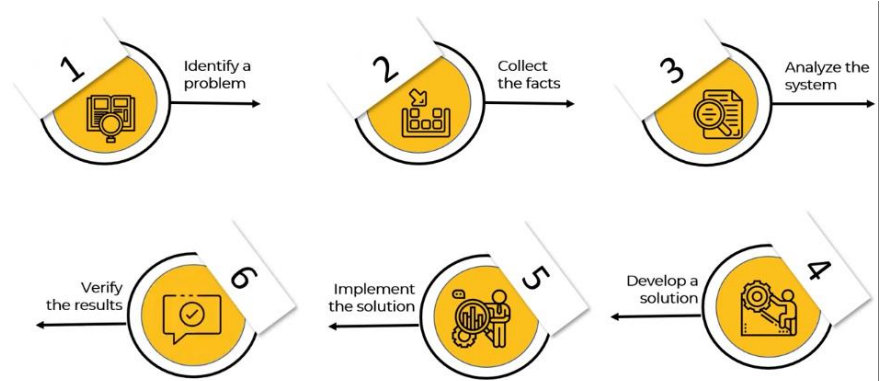 1
Identify a
problem
2
Collect
the facts
3
Analyze the
system
4
Develop a
solution
5
Implement
the solution
6
Verify
the results